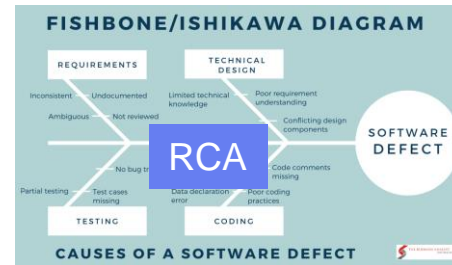 FISHBONE/ISHIKAWA DIAGRAM
REQUIREMENTS
TECHNICAL
DESIGN
Inconsistent
Undocumented
Limited technical
knowledge
Poor requirement
understanding
Ambiguous
Not reviewed
Conflicting design
components
SOFTWARE
DEFECT
RCA
No bug
Code comments
missing
Partial testing
Test cases
missing
Data declaration
error
Poor coding
practices
TESTING
CODING
CAUSES OF A SOFTWARE DEFECT